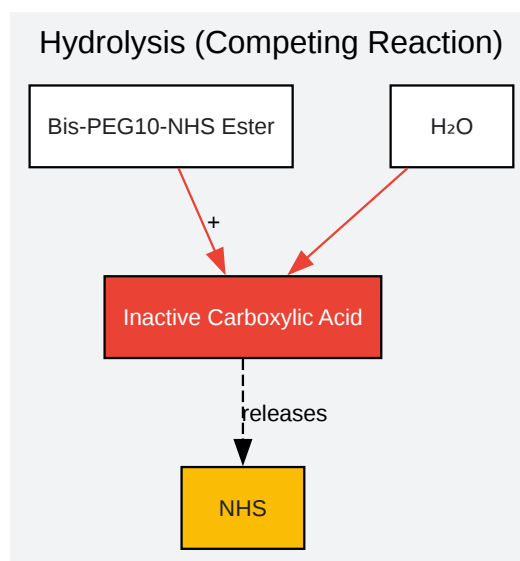 Hydrolysis (Competing Reaction)
Bis-PEG10-NHS Ester
H₂O
+
Inactive Carboxylic Acid
releases
NHS